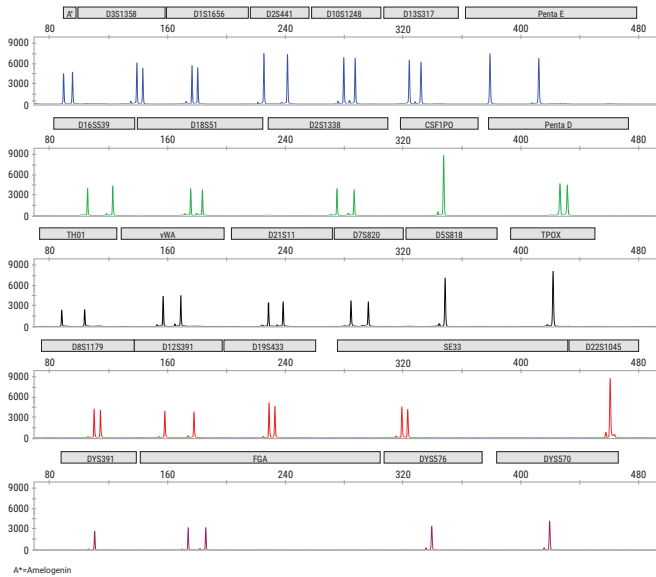 A* D3S1358 D1S1656 D2S441 D10S1248 D13S317 Penta E
80 160 240 320 400 480
9000
6000
3000
0
D16S539 D18S51 D2S1338 CSF1PO Penta D
80 160 240 320 400 480
9000
6000
3000
0
TH01 vWA D21S11 D7S820 D5S818 TPOX
80 160 240 320 400 480
9000
6000
3000
0
D8S1179 D12S391 D19S433 SE33 D22S1045
80 160 240 320 400 480
9000
6000
3000
0
DYS391 FGA DYS576 DYS570
80 160 240 320 400 480
9000
6000
3000
0
A*=Amelogenin